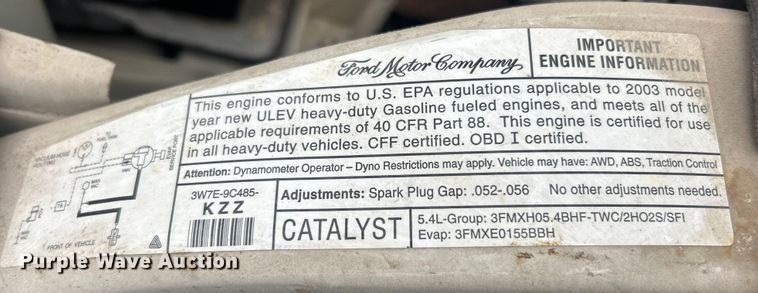 Ford Motor Company
IMPORTANT
ENGINE INFORMATION
This engine conforms to U.S. EPA regulations applicable to 2003 model
year new ULEV heavy-duty Gasoline fueled engines, and meets all of the
applicable requirements of 40 CFR Part 88. This engine is certified for use
in all heavy-duty vehicles. CFF certified. OBD I certified.
Attention: Dynamometer Operator – Dyno Restrictions may apply. Vehicle may have: AWD, ABS, Traction Control
VACUUM HOSE
ROUTING
FRONT OF VEHICLE
3W7E-9C485-
KZZ
Adjustments: Spark Plug Gap: .052-.056 No other adjustments needed.
CATALYST
5.4L-Group: 3FMXH05.4BHF-TWC/2HO2S/SFI
Evap: 3FMXE0155BBH
Purple Wave Auction